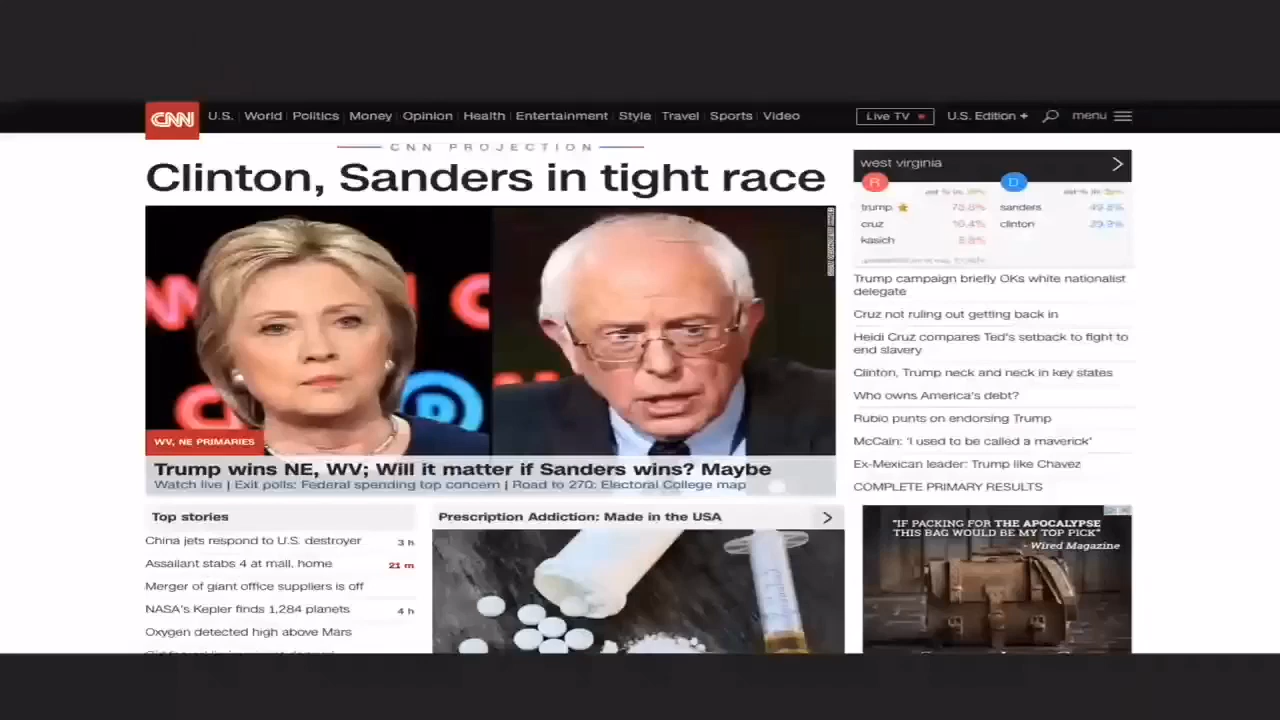 CNN
U.S. World Politics Money Opinion Health Entertainment Style Travel Sports Video
Live TV
U.S. Edition +
menu
CNN PROJECTION
Clinton, Sanders in tight race
WV, NE PRIMARIES
Trump wins NE, WV; Will it matter if Sanders wins? Maybe
Watch live | Exit polls: Federal spending top concern | Road to 270: Electoral College map
Top stories
China jets respond to U.S. destroyer 3 h
Assailant stabs 4 at mall, home 21 m
Merger of giant office suppliers is off
NASA's Kepler finds 1,284 planets 4 h
Oxygen detected high above Mars
Prescription Addiction: Made in the USA
west virginia
R
D
trump
sanders
cruz
clinton
kasich
Trump campaign briefly OKs white nationalist
delegate
Cruz not ruling out getting back in
Heidi Cruz compares Ted's setback to fight to
end slavery
Clinton, Trump neck and neck in key states
Who owns America's debt?
Rubio punts on endorsing Trump
McCain: 'I used to be called a maverick'
Ex-Mexican leader: Trump like Chavez
COMPLETE PRIMARY RESULTS
"IF PACKING FOR THE APOCALYPSE
THIS BAG WOULD BE MY TOP PICK"
- Wired Magazine